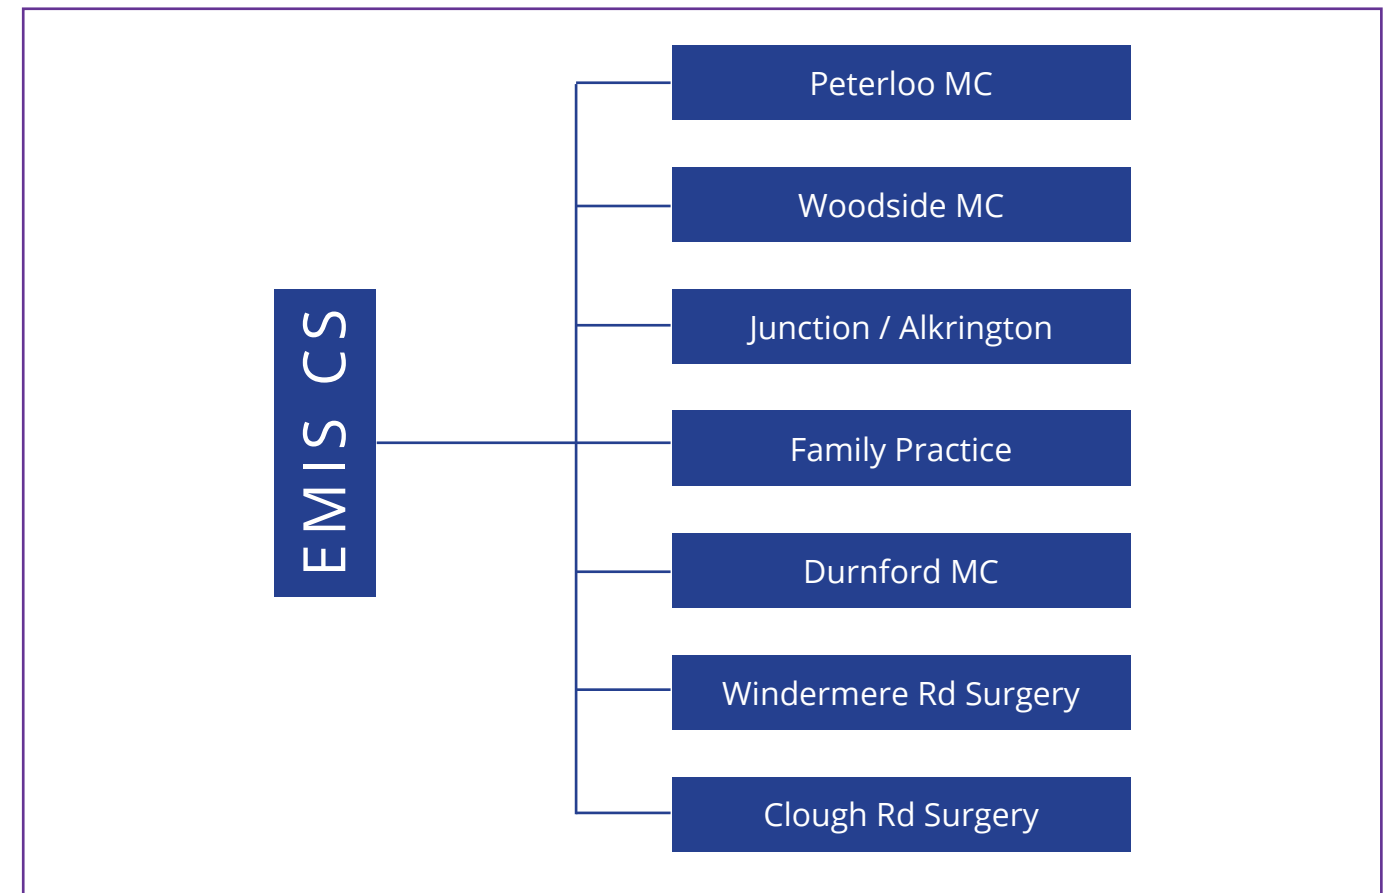 EMIS CS
Peterloo MC
Woodside MC
Junction / Alkrington
Family Practice
Durnford MC
Windermere Rd Surgery
Clough Rd Surgery